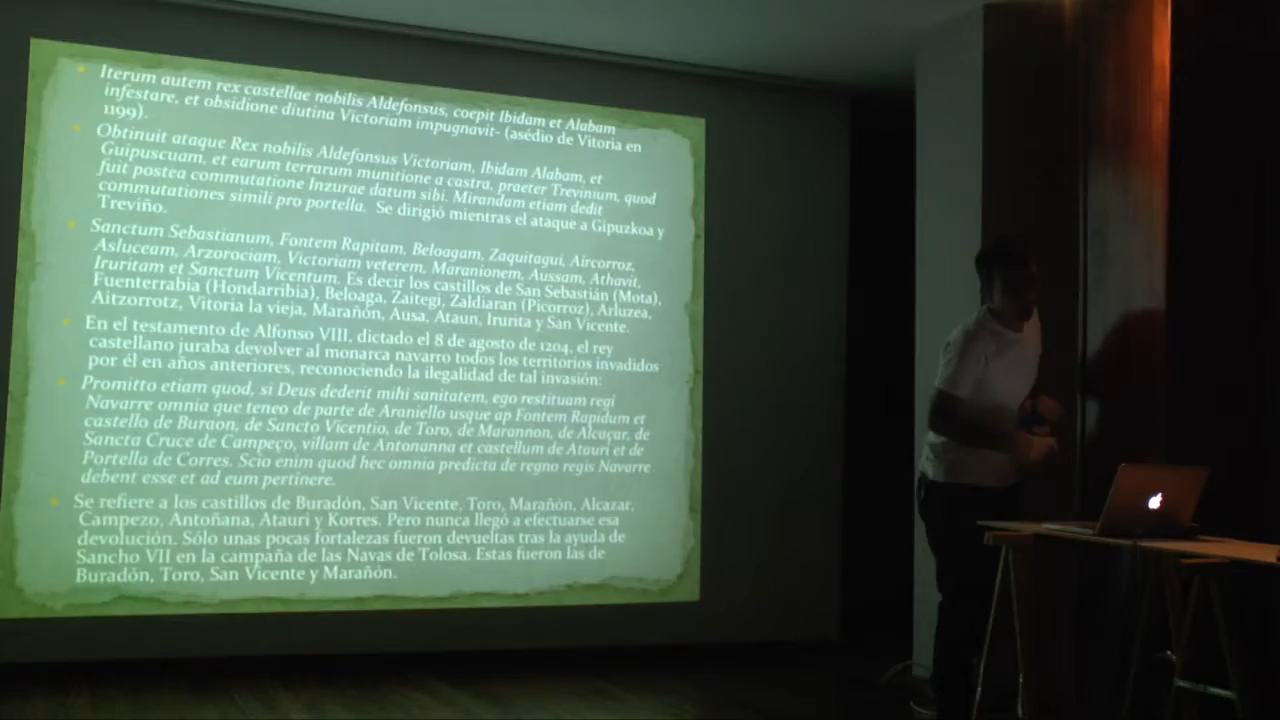 Iterum autem rex castellae nobilis Aldefonsus, coepit Ibidam et Alabam
infestare, et obsidione diutina Victoriam impugnavit- (asédio de Vitoria en
1199).
Obtinuit ataque Rex nobilis Aldefonsus Victoriam, Ibidam Alabam, et
Guipuscuam, et earum terrarum munitione a castra, praeter Trevinium, quod
fuit postea commutatione Inzurae datum sibi. Mirandam etiam dedit
commutationes simili pro portella. Se dirigió mientras el ataque a Gipuzkoa y
Treviño.
Sanctum Sebastianum, Fontem Rapitam, Beloagam, Zaquitagui, Aircorroz,
Asluceam, Arzorociam, Victoriam veterem, Maranionem, Aussam, Athavit,
Iruritam et Sanctum Vicentum. Es decir los castillos de San Sebastián (Mota),
Fuenterrabia (Hondarribia), Beloaga, Zaitegi, Zaldiaran (Picorroz), Arluzea,
Aitzorrotz, Vitoria la vieja, Marañón, Ausa, Ataun, Irurita y San Vicente.
En el testamento de Alfonso VIII, dictado el 8 de agosto de 1204, el rey
castellano juraba devolver al monarca navarro todos los territorios invadidos
por él en años anteriores, reconociendo la ilegalidad de tal invasión:
Promitto etiam quod, si Deus dederit mihi sanitatem, ego restituam regi
Navarre omnia que teneo de parte de Araniello usque ap Fontem Rapidum et
castello de Buraon, de Sancto Vicentio, de Toro, de Marannon, de Alcaçar, de
Sancta Cruce de Campeço, villam de Antonanna et castellum de Atauri et de
Portella de Corres. Scio enim quod hec omnia predicta de regno regis Navarre
debent esse et ad eum pertinere.
Se refiere a los castillos de Buradón, San Vicente, Toro, Marañón, Alcazar,
Campezo, Antoñana, Atauri y Korres. Pero nunca llegó a efectuarse esa
devolución. Sólo unas pocas fortalezas fueron devueltas tras la ayuda de
Sancho VII en la campaña de las Navas de Tolosa. Estas fueron las de
Buradón, Toro, San Vicente y Marañón.